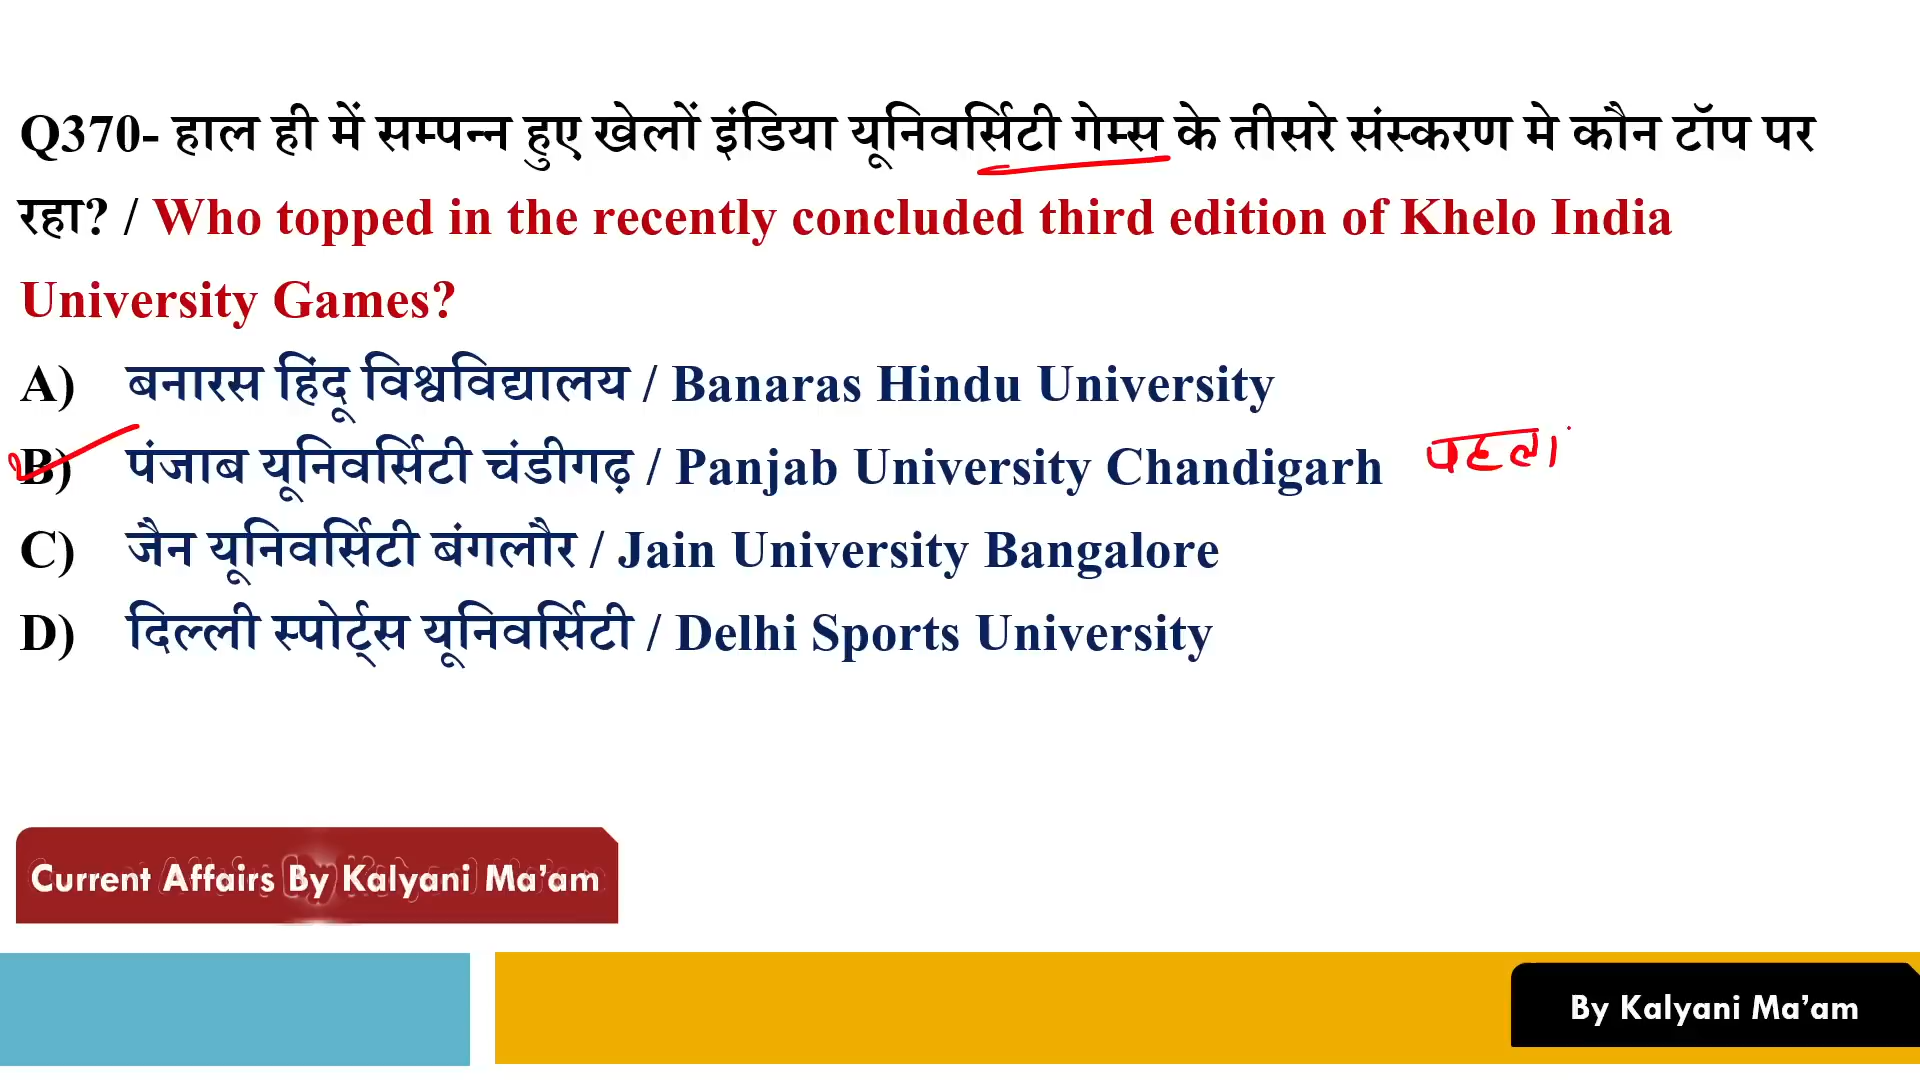 Q370- हाल ही में सम्पन्न हुए खेलों इंडिया यूनिवर्सिटी गेम्स के तीसरे संस्करण मे कौन टॉप पर
रहा? / Who topped in the recently concluded third edition of Khelo India
University Games?
A) बनारस हिंदू विश्वविद्यालय / Banaras Hindu University
B) पंजाब यूनिवर्सिटी चंडीगढ़ / Panjab University Chandigarh पहला
C) जैन यूनिवर्सिटी बंगलौर / Jain University Bangalore
D) दिल्ली स्पोर्ट्स यूनिवर्सिटी / Delhi Sports University
Current Affairs By Kalyani Ma'am
By Kalyani Ma'am